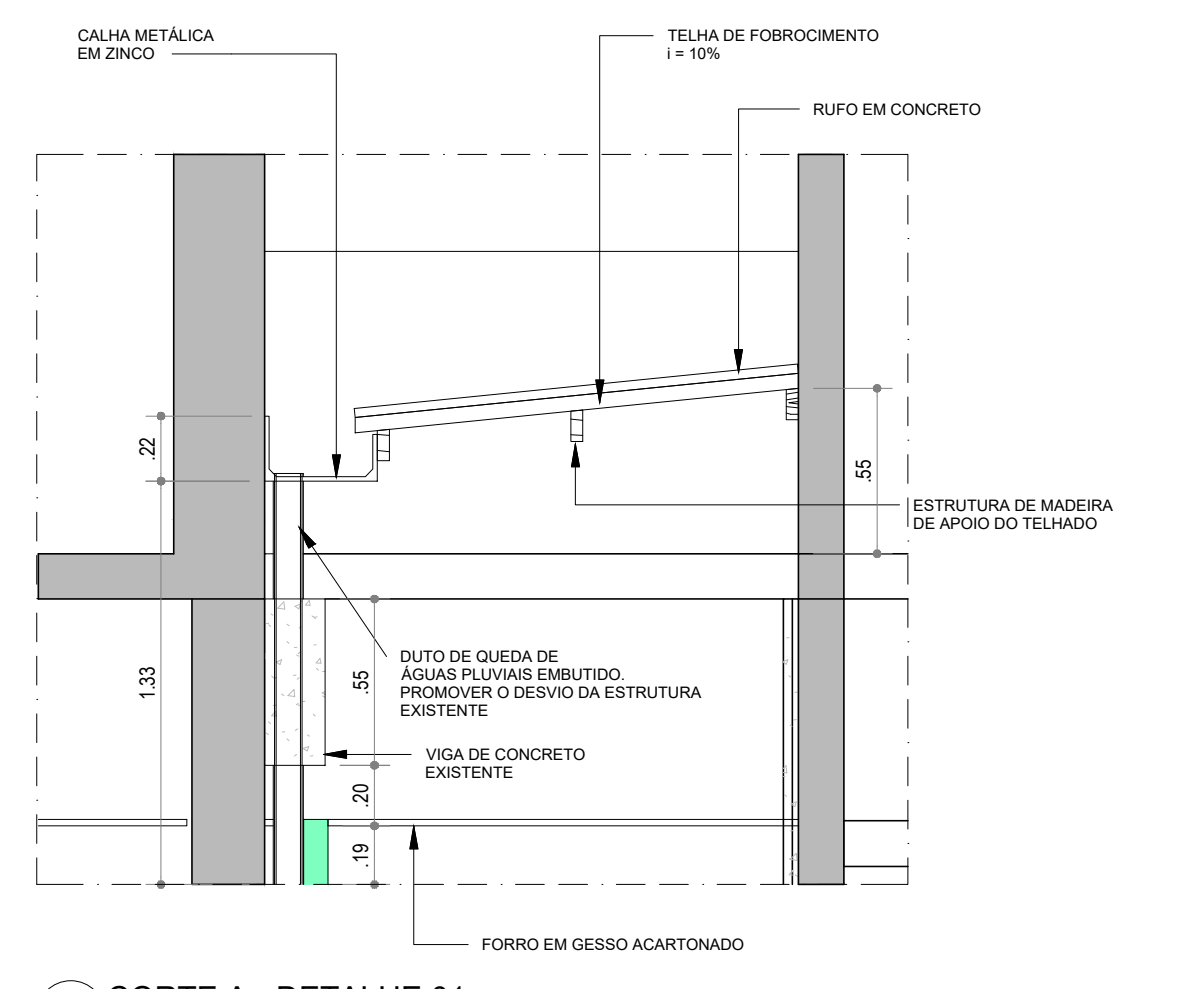 CALHA METÁLICA
EM ZINCO
TELHA DE FOBROCIMENTO
i = 10%
RUFO EM CONCRETO
.22
.55
ESTRUTURA DE MADEIRA
DE APOIO DO TELHADO
1.33
DUTO DE QUEDA DE
ÁGUAS PLUVIAIS EMBUTIDO.
PROMOVER O DESVIO DA ESTRUTURA
EXISTENTE
.55
VIGA DE CONCRETO
EXISTENTE
.20
.19
FORRO EM GESSO ACARTONADO
CORTE A - DETALHE 01